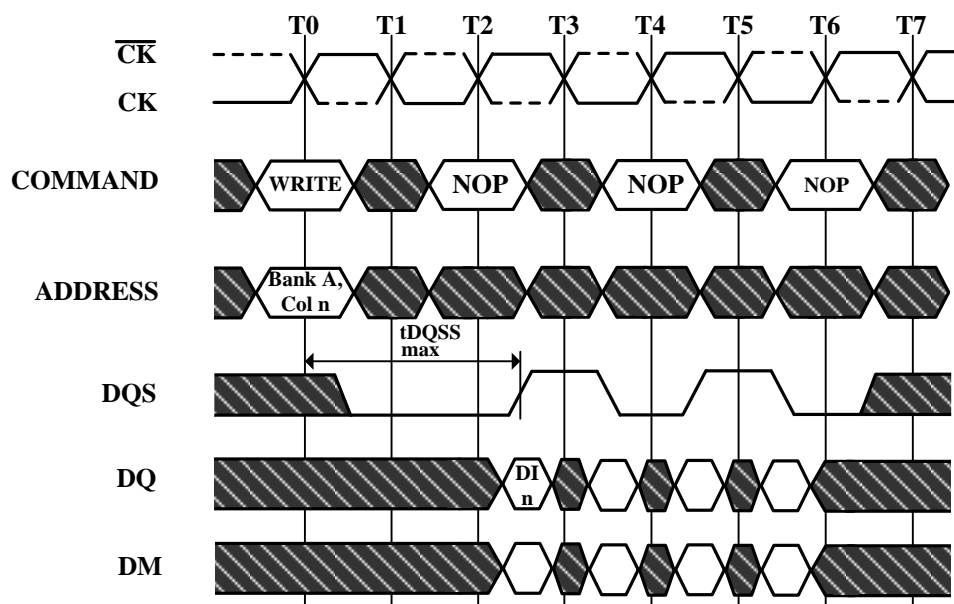 T0 T1 T2 T3 T4 T5 T6 T7
CK
CK
COMMAND WRITE NOP NOP NOP
ADDRESS Bank A,
Col n
tDQSS
max
DQS
DQ DI
n
DM